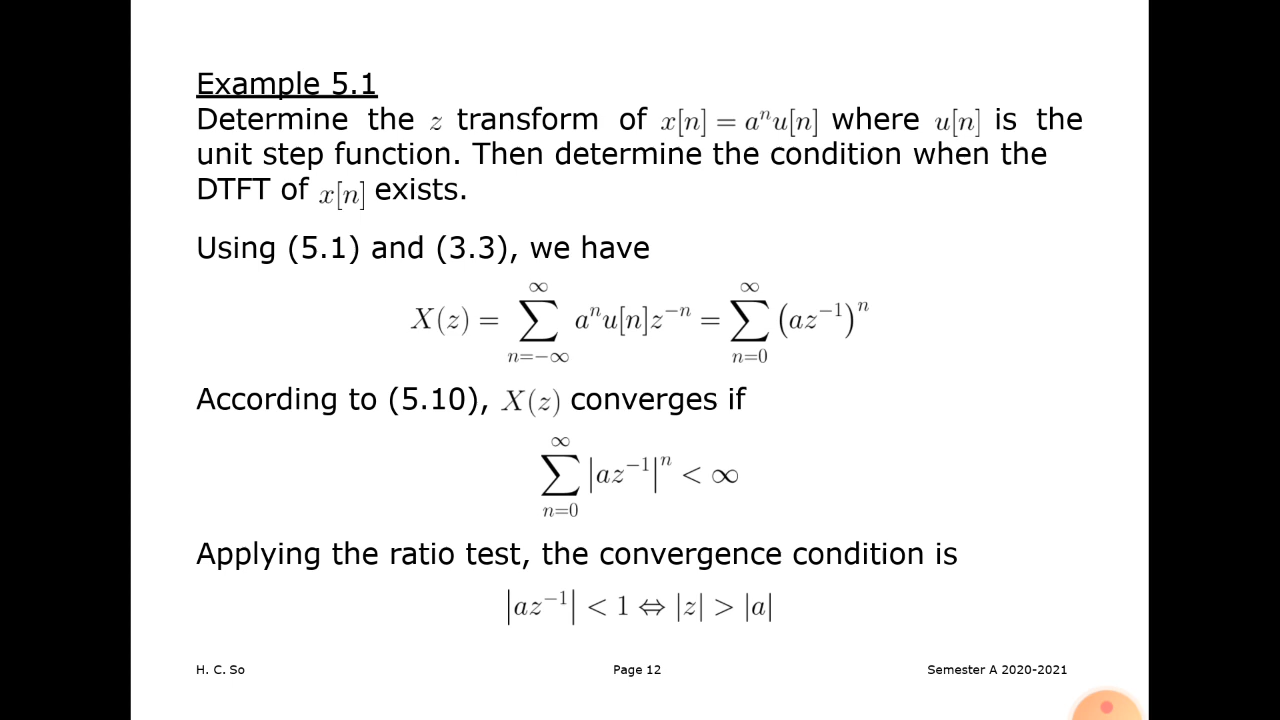 Example 5.1
Determine the z transform of x[n] = aⁿu[n] where u[n] is the
unit step function. Then determine the condition when the
DTFT of x[n] exists.
Using (5.1) and (3.3), we have
X(z) = ∑_{n=−∞}^{∞} aⁿu[n]z⁻ⁿ = ∑_{n=0}^{∞} (az⁻¹)ⁿ
According to (5.10), X(z) converges if
∑_{n=0}^{∞} |az⁻¹|ⁿ < ∞
Applying the ratio test, the convergence condition is
|az⁻¹| < 1 ⇔ |z| > |a|
H. C. So Page 12 Semester A 2020-2021